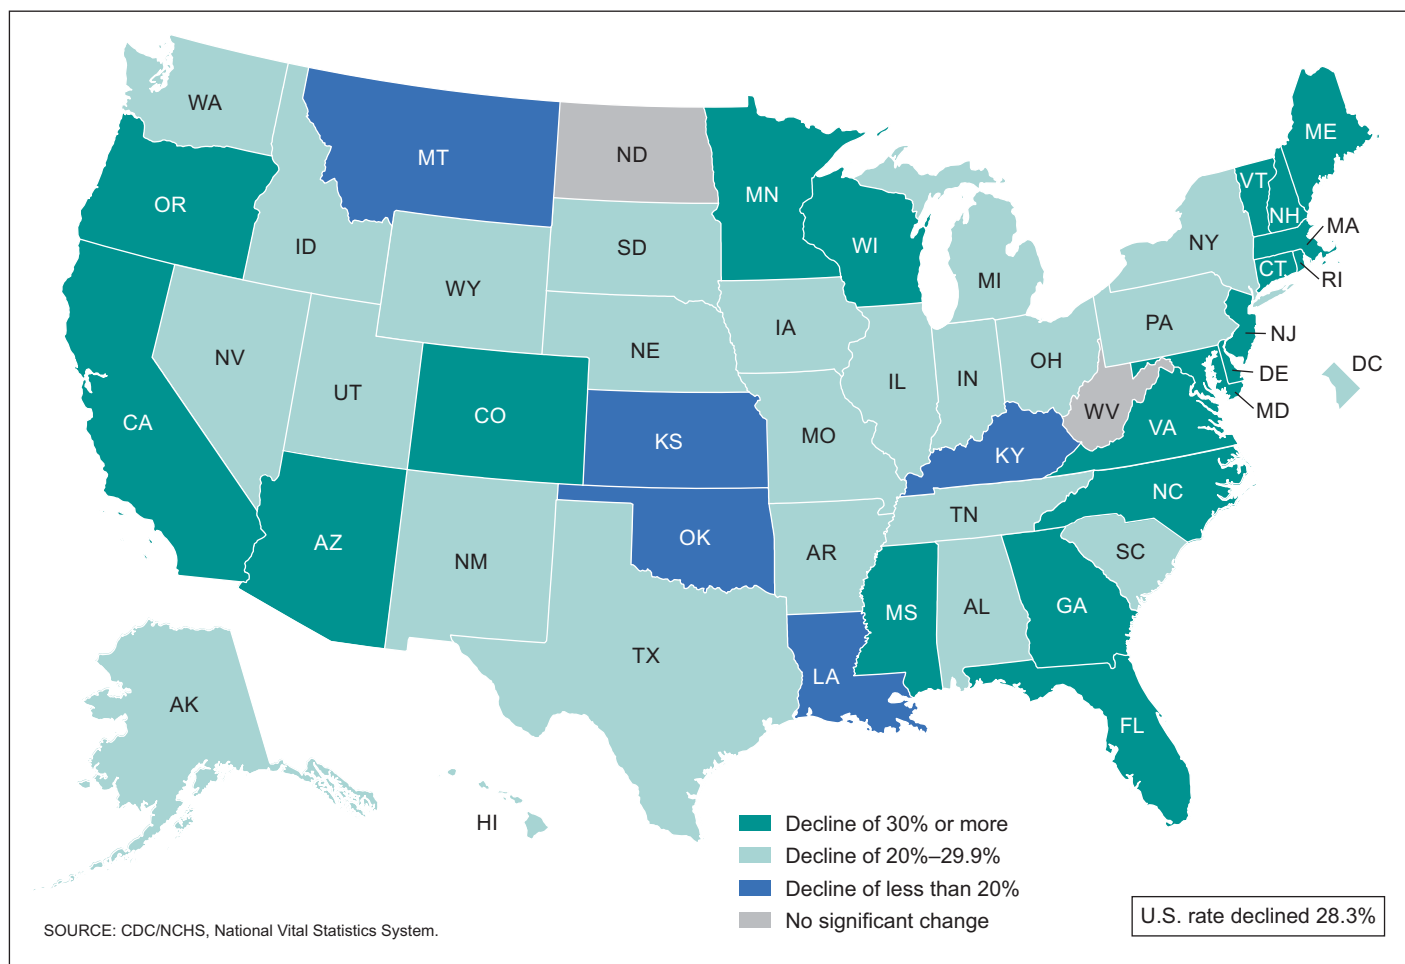 WA
MT
ND
MN
ME
OR
ID
SD
WI
VT
NH
NY
MA
WY
MI
CT
RI
IA
PA
NV
NE
OH
NJ
UT
IL
IN
DE
DC
CA
CO
KS
MO
WV
VA
MD
KY
NC
AZ
NM
OK
AR
TN
SC
MS
AL
GA
TX
LA
AK
FL
HI
Decline of 30% or more
Decline of 20%–29.9%
Decline of less than 20%
No significant change
U.S. rate declined 28.3%
SOURCE: CDC/NCHS, National Vital Statistics System.